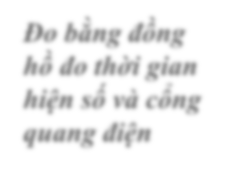 Đo bằng đồng
hồ đo thời gian
hiện số và cổng
quang điện